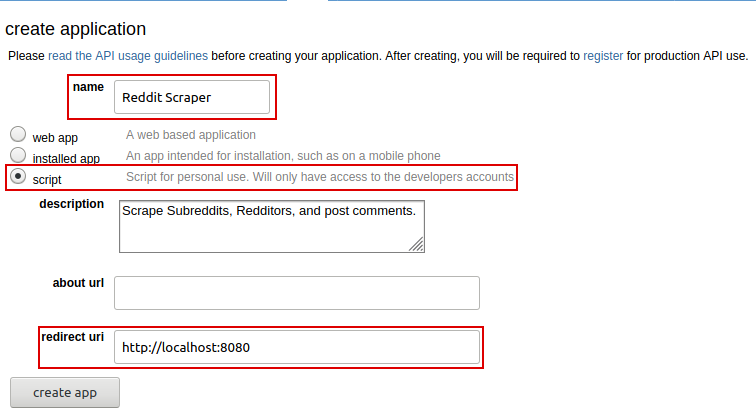 create application
Please read the API usage guidelines before creating your application. After creating, you will be required to register for production API use.
name
Reddit Scraper
web app A web based application
installed app An app intended for installation, such as on a mobile phone
script Script for personal use. Will only have access to the developers accounts
description
Scrape Subreddits, Redditors, and post comments.
about url
redirect uri
http://localhost:8080
create app